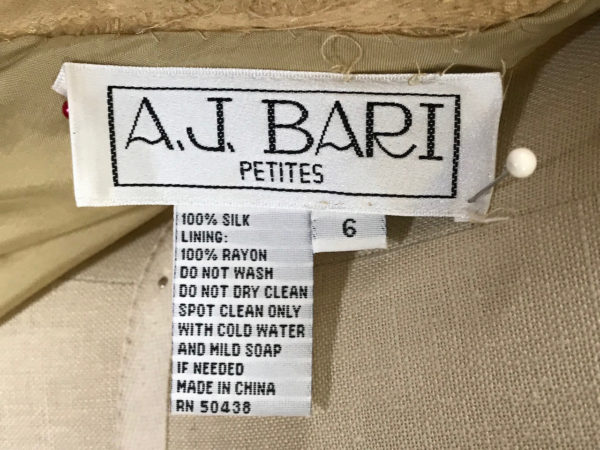 A.J. BARI
PETITES
6
100% SILK
LINING:
100% RAYON
DO NOT WASH
DO NOT DRY CLEAN
SPOT CLEAN ONLY
WITH COLD WATER
AND MILD SOAP
IF NEEDED
MADE IN CHINA
RN 50438